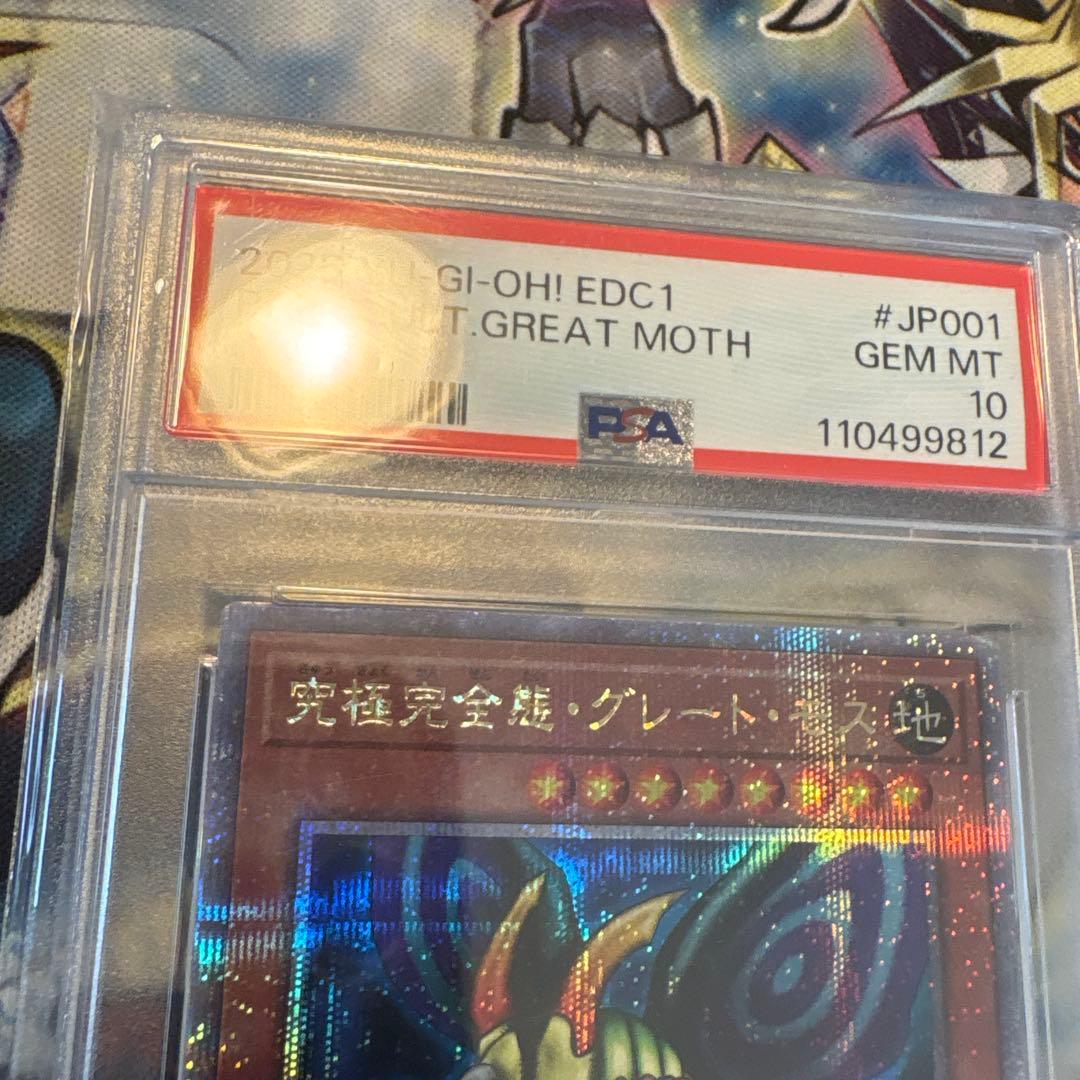 GI-OH! EDC1
#JP001
T.GREAT MOTH
GEM MT
10
PSA
110499812
究極完全態・グレート・モス
地